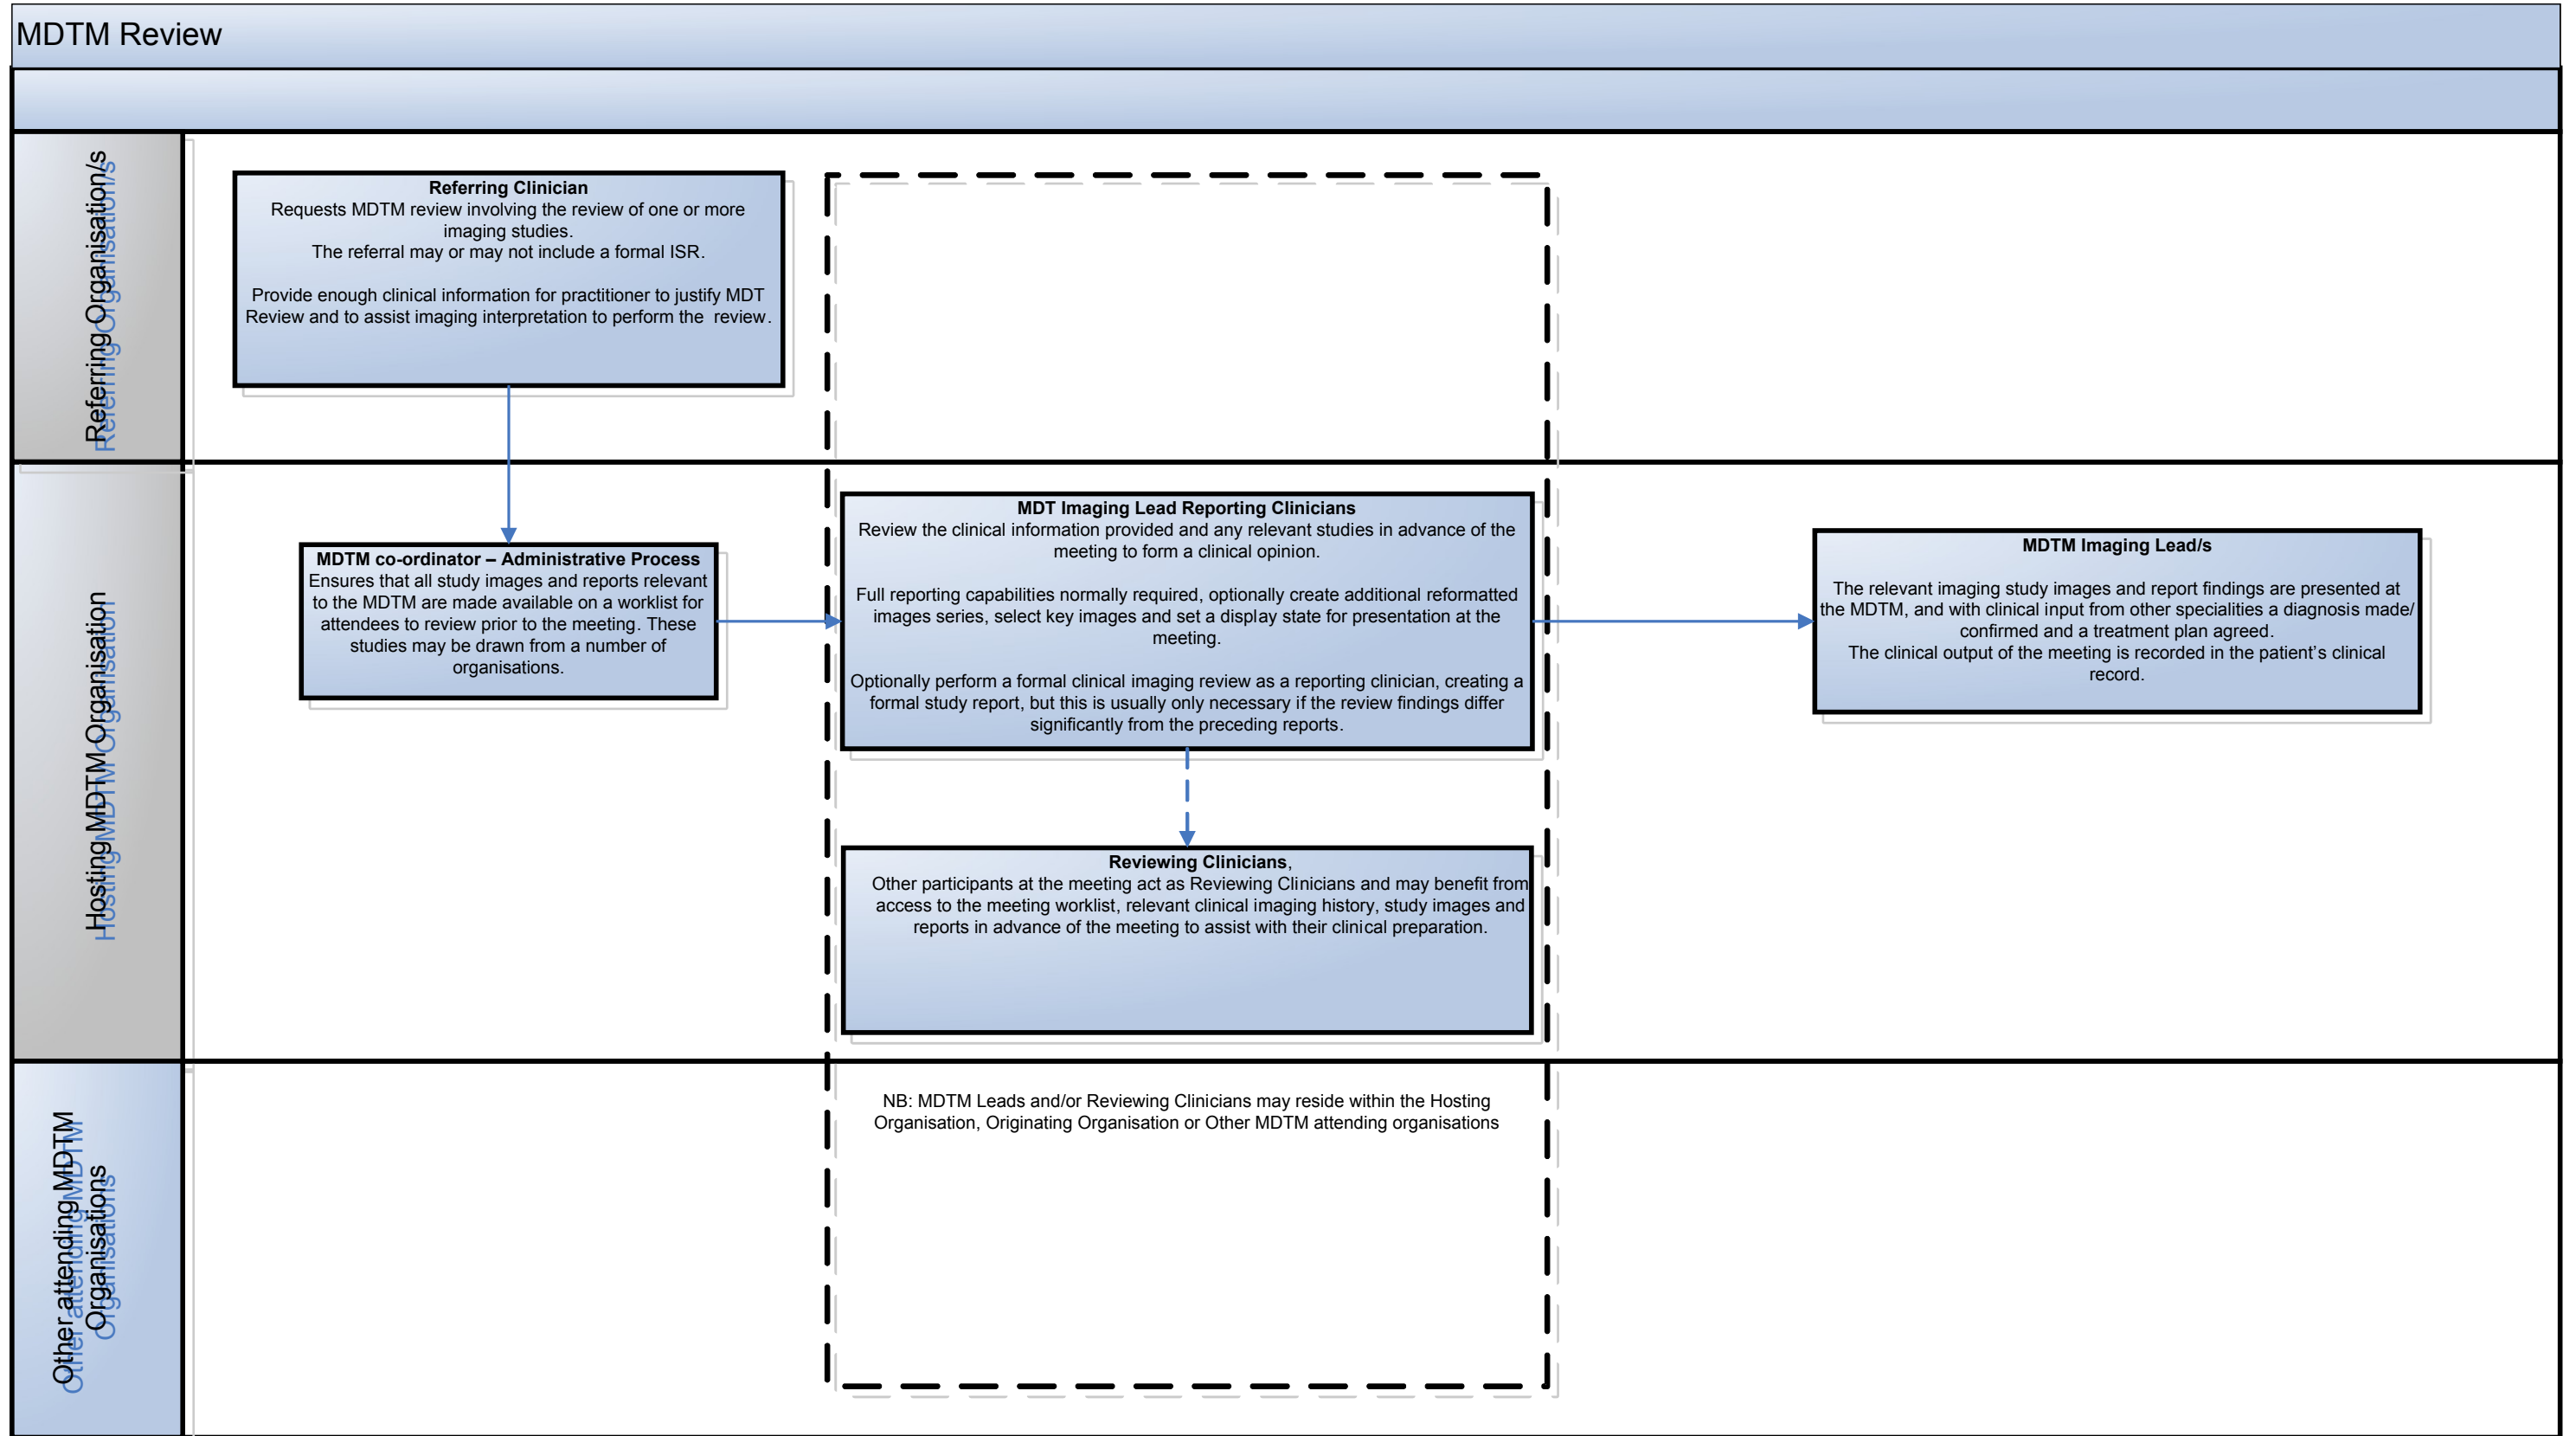 MDTM Review
Referring Organisation/s
Referring Clinician
Requests MDTM review involving the review of one or more
imaging studies.
The referral may or may not include a formal ISR.
Provide enough clinical information for practitioner to justify MDT
Review and to assist imaging interpretation to perform the  review.
Hosting MDTM Organisation
MDTM co-ordinator – Administrative Process
Ensures that all study images and reports relevant
to the MDTM are made available on a worklist for
attendees to review prior to the meeting. These
studies may be drawn from a number of
organisations.
MDT Imaging Lead Reporting Clinicians
Review the clinical information provided and any relevant studies in advance of the
meeting to form a clinical opinion.
Full reporting capabilities normally required, optionally create additional reformatted
images series, select key images and set a display state for presentation at the
meeting.
Optionally perform a formal clinical imaging review as a reporting clinician, creating a
formal study report, but this is usually only necessary if the review findings differ
significantly from the preceding reports.
MDTM Imaging Lead/s
The relevant imaging study images and report findings are presented at
the MDTM, and with clinical input from other specialities a diagnosis made/
confirmed and a treatment plan agreed.
The clinical output of the meeting is recorded in the patient’s clinical
record.
Reviewing Clinicians,
Other participants at the meeting act as Reviewing Clinicians and may benefit from
access to the meeting worklist, relevant clinical imaging history, study images and
reports in advance of the meeting to assist with their clinical preparation.
Other attending MDTM
Organisations
NB: MDTM Leads and/or Reviewing Clinicians may reside within the Hosting
Organisation, Originating Organisation or Other MDTM attending organisations